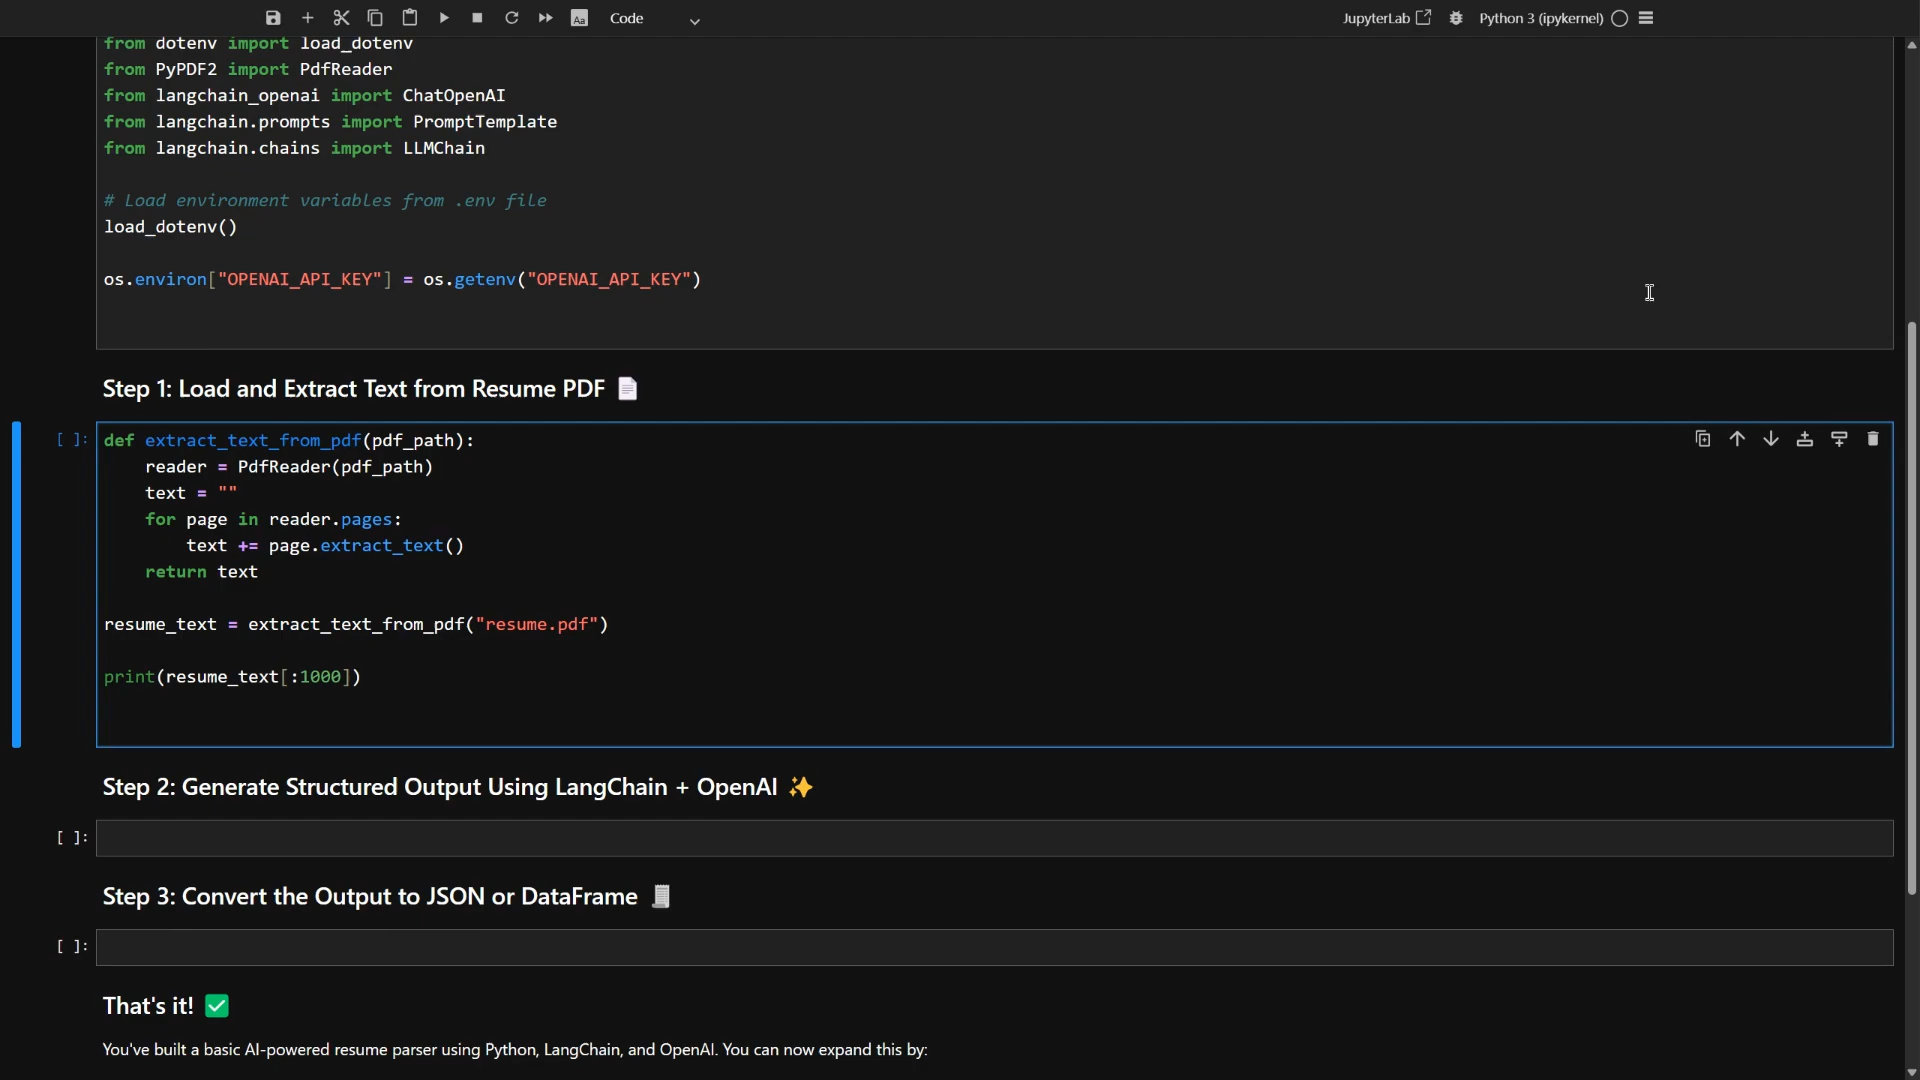 Code
JupyterLab
Python 3 (ipykernel)
from dotenv import load_dotenv
from PyPDF2 import PdfReader
from langchain_openai import ChatOpenAI
from langchain.prompts import PromptTemplate
from langchain.chains import LLMChain
# Load environment variables from .env file
load_dotenv()
os.environ["OPENAI_API_KEY"] = os.getenv("OPENAI_API_KEY")
Step 1: Load and Extract Text from Resume PDF 📄
[ ]:
def extract_text_from_pdf(pdf_path):
    reader = PdfReader(pdf_path)
    text = ""
    for page in reader.pages:
        text += page.extract_text()
    return text
resume_text = extract_text_from_pdf("resume.pdf")
print(resume_text[:1000])
Step 2: Generate Structured Output Using LangChain + OpenAI ✨
[ ]:
Step 3: Convert the Output to JSON or DataFrame 🧾
[ ]:
That's it! ✅
You've built a basic AI-powered resume parser using Python, LangChain, and OpenAI. You can now expand this by: